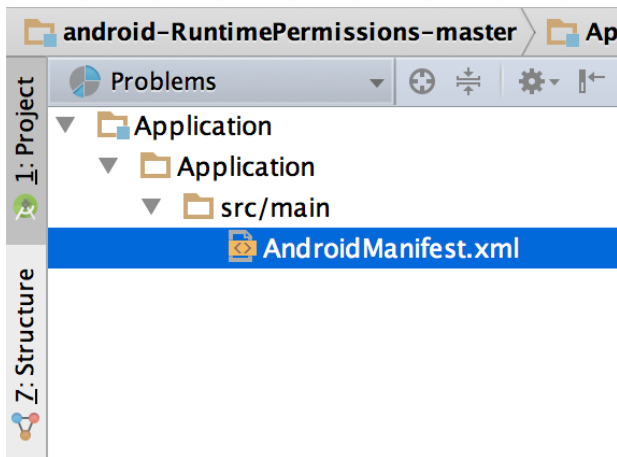 android-RuntimePermissions-master Ap
Problems
1: Project
Application
Application
src/main
AndroidManifest.xml
7: Structure